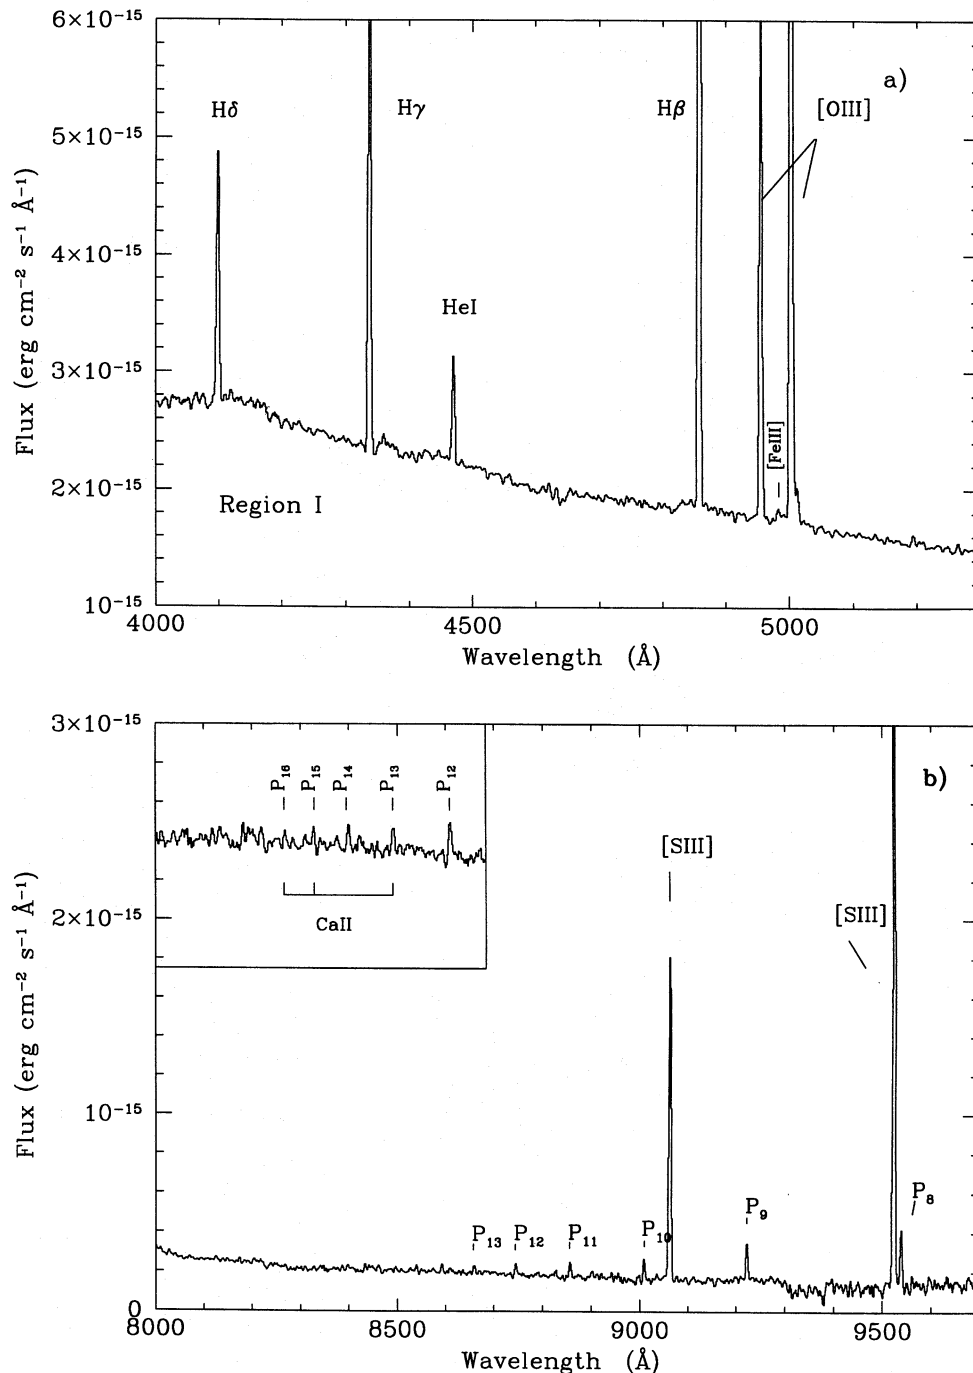 6×10⁻¹⁵
a)
Hδ
Hγ
Hβ
[OIII]
5×10⁻¹⁵
4×10⁻¹⁵
HeI
3×10⁻¹⁵
[FeIII]
2×10⁻¹⁵
Region I
10⁻¹⁵
Flux (erg cm⁻² s⁻¹ Å⁻¹)
4000 4500 5000
Wavelength (Å)
3×10⁻¹⁵
b)
P₁₆ P₁₅ P₁₄ P₁₃ P₁₂
[SIII]
CaII
[SIII]
2×10⁻¹⁵
10⁻¹⁵
P₁₃ P₁₂ P₁₁ P₁₀ P₉ P₈
0
Flux (erg cm⁻² s⁻¹ Å⁻¹)
8000 8500 9000 9500
Wavelength (Å)